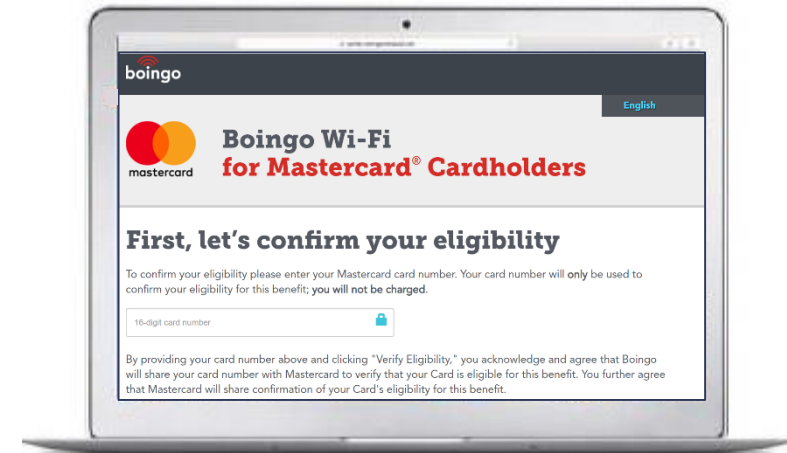 boingo
English
mastercard
Boingo Wi-Fi
for Mastercard® Cardholders
First, let's confirm your eligibility
To confirm your eligibility please enter your Mastercard card number. Your card number will only be used to
confirm your eligibility for this benefit; you will not be charged.
16-digit card number
By providing your card number above and clicking "Verify Eligibility," you acknowledge and agree that Boingo
will share your card number with Mastercard to verify that your Card is eligible for this benefit. You further agree
that Mastercard will share confirmation of your Card's eligibility for this benefit.